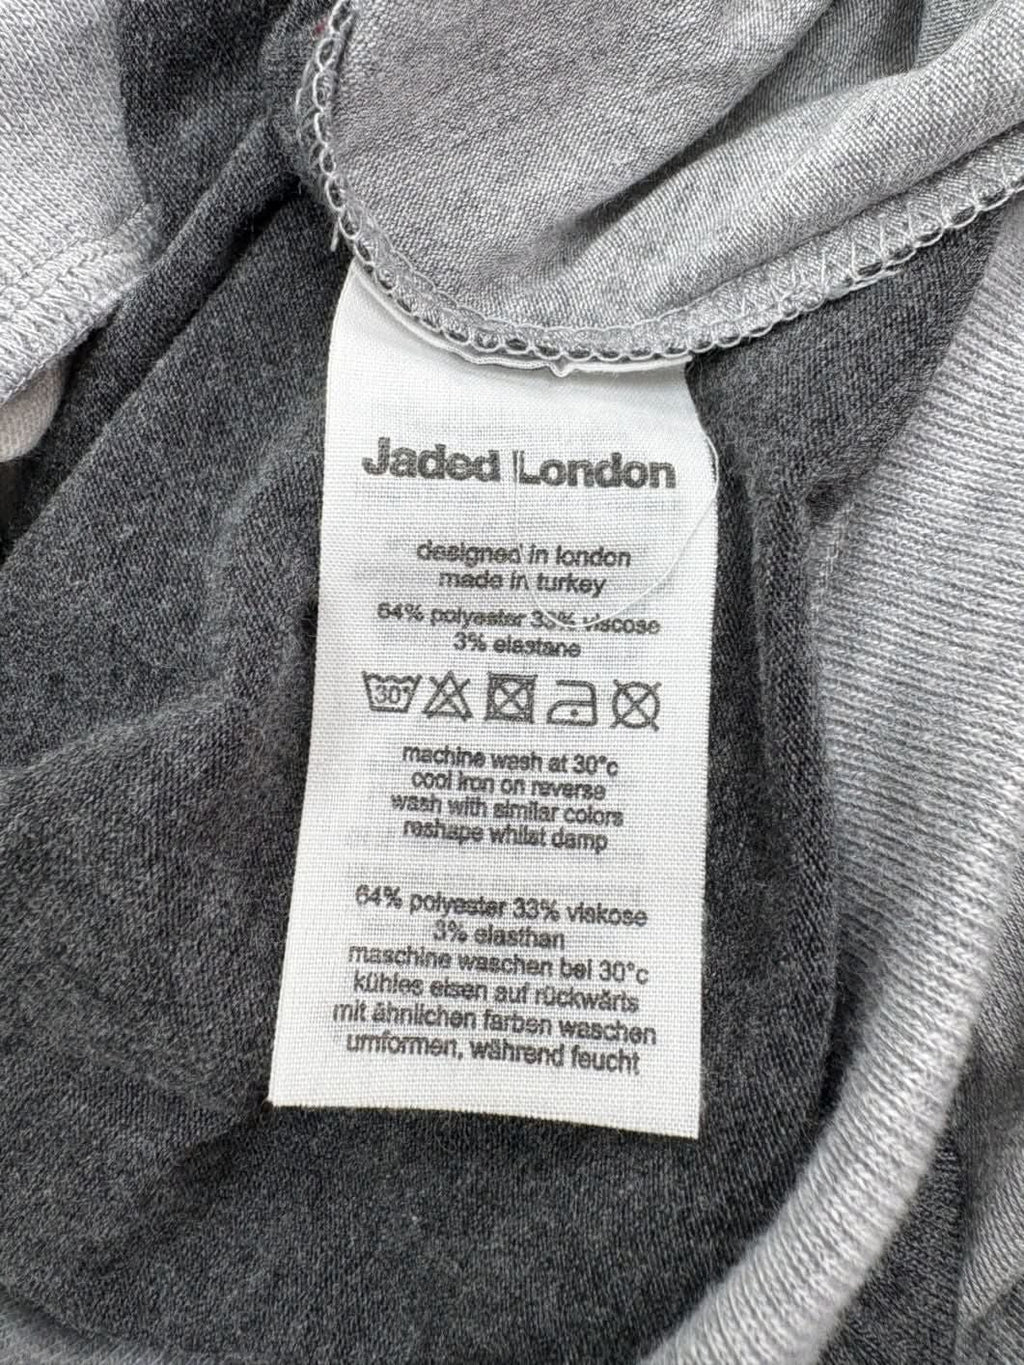 Jaded London
designed in london
made in turkey
64% polyester 33% viscose
3% elastane
30°
machine wash at 30°c
cool iron on reverse
wash with similar colors
reshape whilst damp
64% polyester 33% viskose
3% elasthan
maschine waschen bei 30°c
kühles eisen auf rückwärts
mit ähnlichen farben waschen
umformen, während feucht